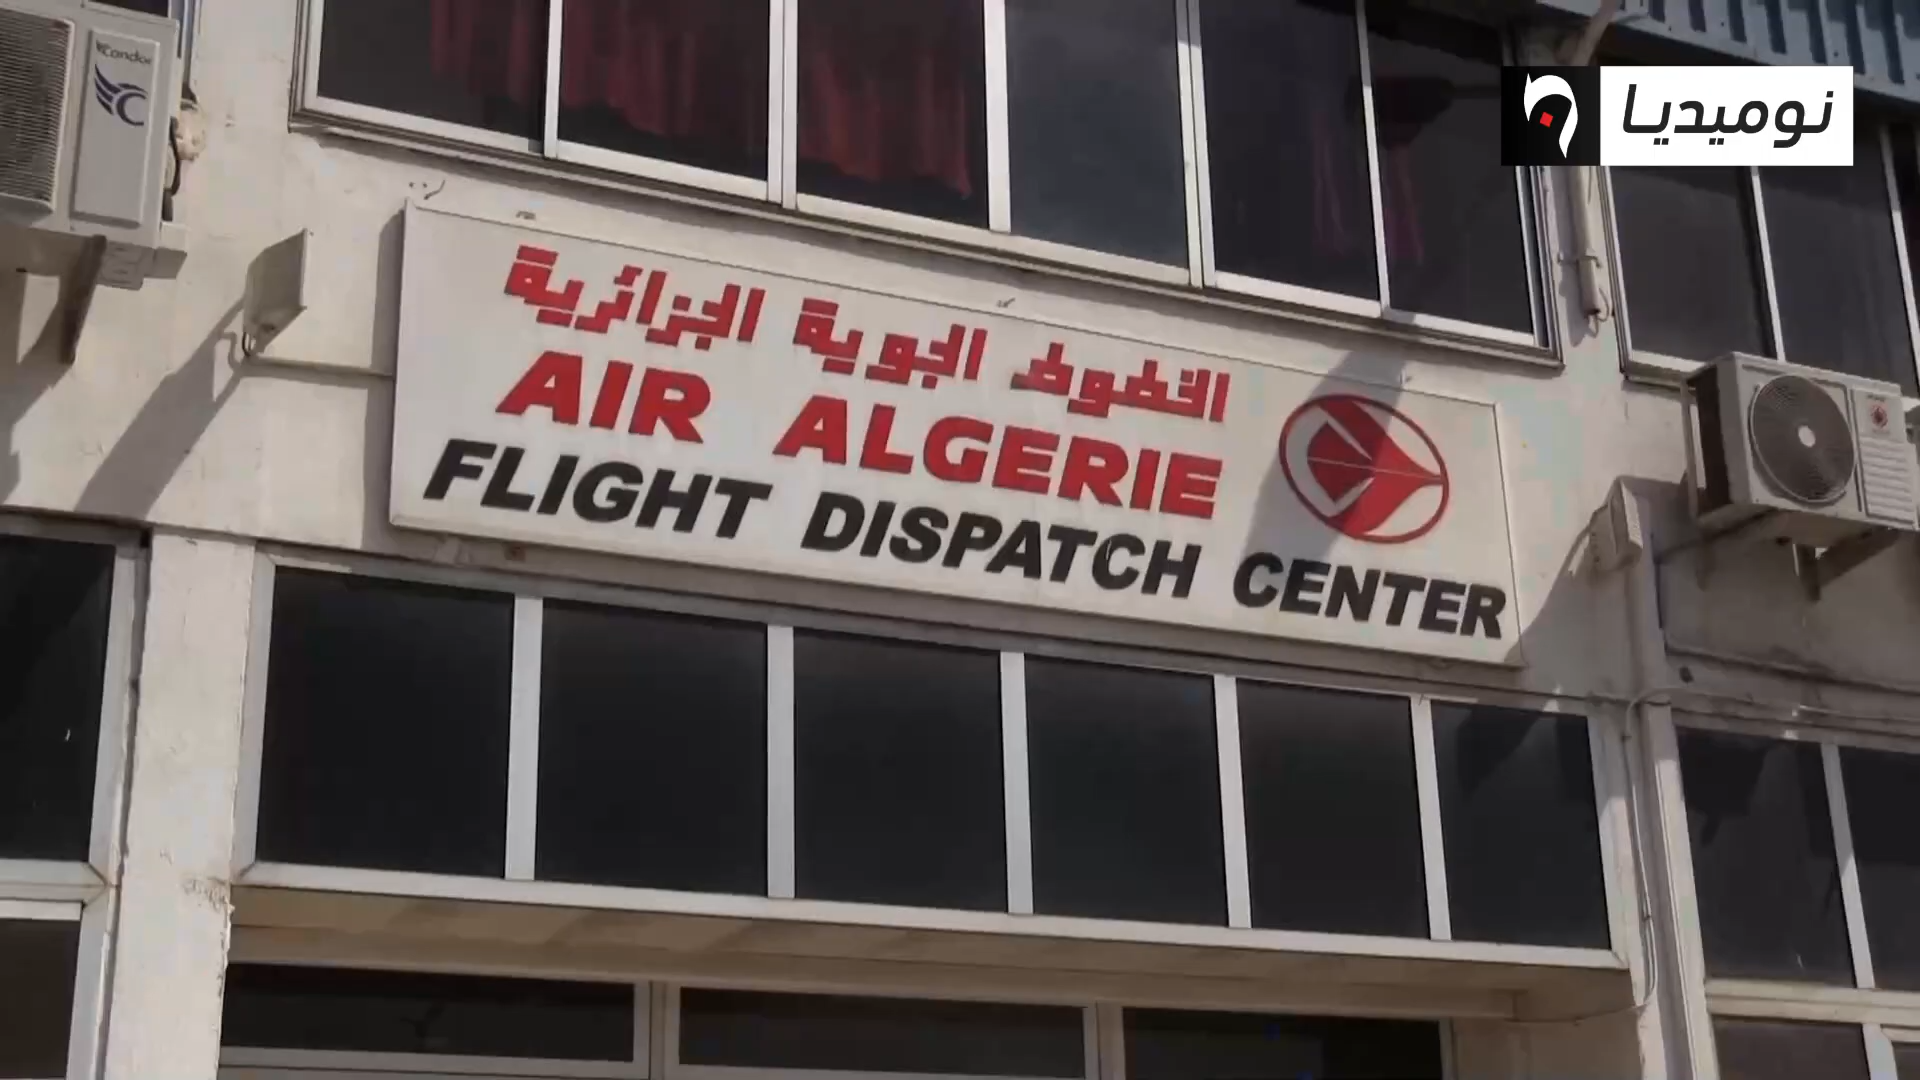 Condor
نوميديا
الخطوط الجوية الجزائرية
AIR ALGERIE
FLIGHT DISPATCH CENTER